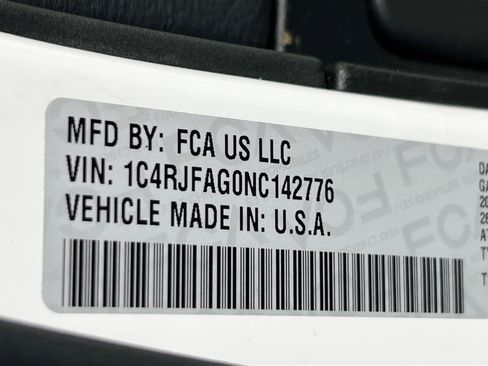 MFD BY: FCA US LLC
VIN: 1C4RJFAG0NC142776
VEHICLE MADE IN: U.S.A.